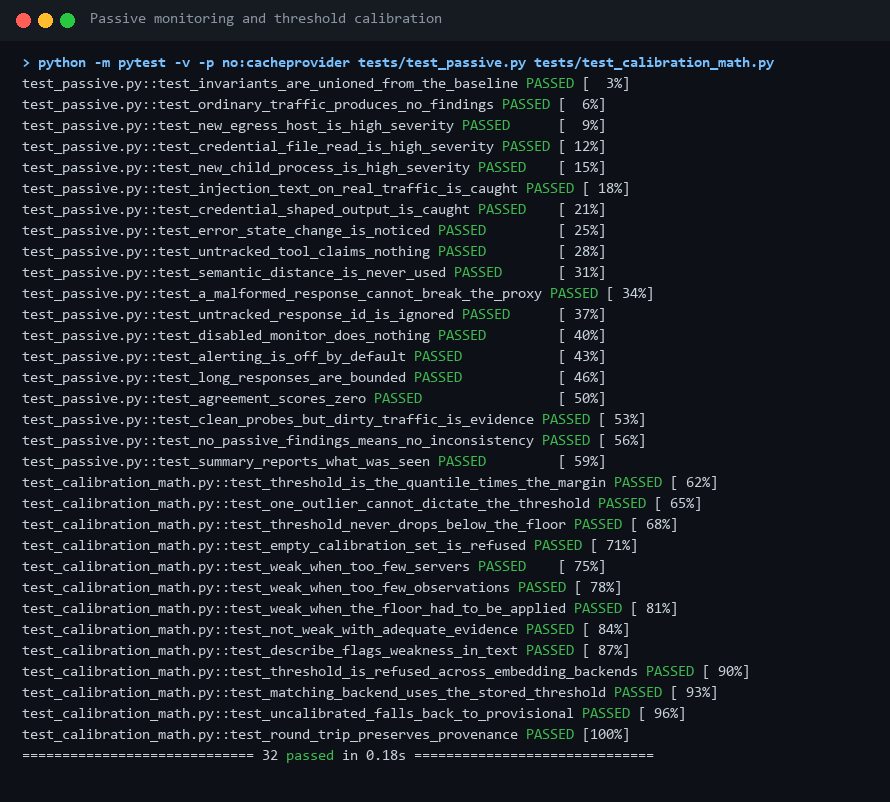 Passive monitoring and threshold calibration
> python -m pytest -v -p no:cacheprovider tests/test_passive.py tests/test_calibration_math.py
test_passive.py::test_invariants_are_unioned_from_the_baseline PASSED [  3%]
test_passive.py::test_ordinary_traffic_produces_no_findings PASSED [  6%]
test_passive.py::test_new_egress_host_is_high_severity PASSED      [  9%]
test_passive.py::test_credential_file_read_is_high_severity PASSED [ 12%]
test_passive.py::test_new_child_process_is_high_severity PASSED    [ 15%]
test_passive.py::test_injection_text_on_real_traffic_is_caught PASSED [ 18%]
test_passive.py::test_credential_shaped_output_is_caught PASSED    [ 21%]
test_passive.py::test_error_state_change_is_noticed PASSED         [ 25%]
test_passive.py::test_untracked_tool_claims_nothing PASSED         [ 28%]
test_passive.py::test_semantic_distance_is_never_used PASSED       [ 31%]
test_passive.py::test_a_malformed_response_cannot_break_the_proxy PASSED [ 34%]
test_passive.py::test_untracked_response_id_is_ignored PASSED      [ 37%]
test_passive.py::test_disabled_monitor_does_nothing PASSED         [ 40%]
test_passive.py::test_alerting_is_off_by_default PASSED            [ 43%]
test_passive.py::test_long_responses_are_bounded PASSED            [ 46%]
test_passive.py::test_agreement_scores_zero PASSED                 [ 50%]
test_passive.py::test_clean_probes_but_dirty_traffic_is_evidence PASSED [ 53%]
test_passive.py::test_no_passive_findings_means_no_inconsistency PASSED [ 56%]
test_passive.py::test_summary_reports_what_was_seen PASSED         [ 59%]
test_calibration_math.py::test_threshold_is_the_quantile_times_the_margin PASSED [ 62%]
test_calibration_math.py::test_one_outlier_cannot_dictate_the_threshold PASSED [ 65%]
test_calibration_math.py::test_threshold_never_drops_below_the_floor PASSED [ 68%]
test_calibration_math.py::test_empty_calibration_set_is_refused PASSED [ 71%]
test_calibration_math.py::test_weak_when_too_few_servers PASSED    [ 75%]
test_calibration_math.py::test_weak_when_too_few_observations PASSED [ 78%]
test_calibration_math.py::test_weak_when_the_floor_had_to_be_applied PASSED [ 81%]
test_calibration_math.py::test_not_weak_with_adequate_evidence PASSED [ 84%]
test_calibration_math.py::test_describe_flags_weakness_in_text PASSED [ 87%]
test_calibration_math.py::test_threshold_is_refused_across_embedding_backends PASSED [ 90%]
test_calibration_math.py::test_matching_backend_uses_the_stored_threshold PASSED [ 93%]
test_calibration_math.py::test_uncalibrated_falls_back_to_provisional PASSED [ 96%]
test_calibration_math.py::test_round_trip_preserves_provenance PASSED [100%]
============================= 32 passed in 0.18s ==============================